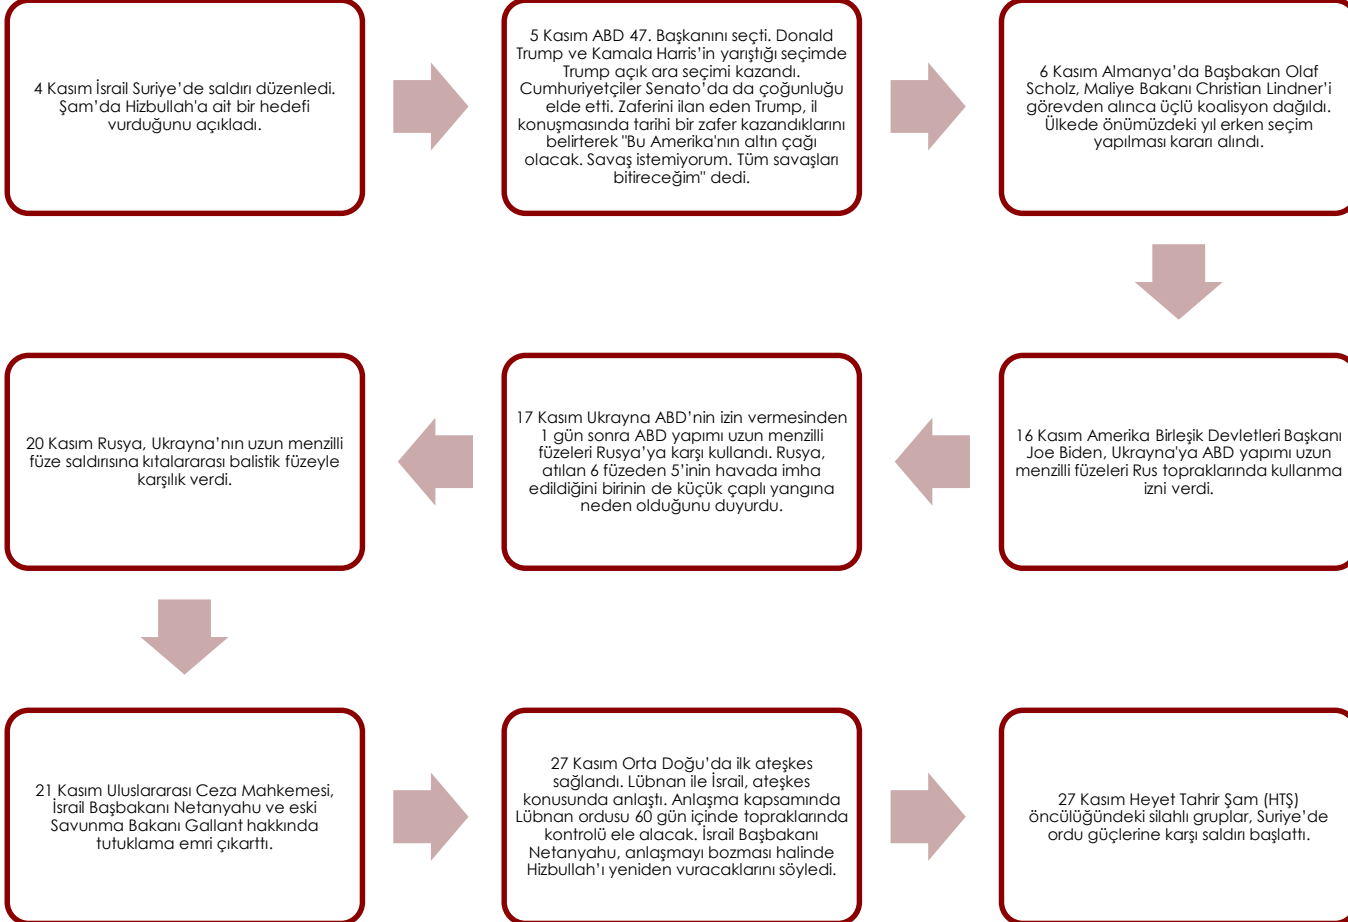 4 Kasım İsrail Suriye’de saldırı düzenledi.
Şam’da Hizbullah'a ait bir hedefi
vurduğunu açıkladı.
5 Kasım ABD 47. Başkanını seçti. Donald
Trump ve Kamala Harris’in yarıştığı seçimde
Trump açık ara seçimi kazandı.
Cumhuriyetçiler Senato’da da çoğunluğu
elde etti. Zaferini ilan eden Trump, il
konuşmasında tarihi bir zafer kazandıklarını
belirterek "Bu Amerika'nın altın çağı
olacak. Savaş istemiyorum. Tüm savaşları
bitireceğim" dedi.
6 Kasım Almanya’da Başbakan Olaf
Scholz, Maliye Bakanı Christian Lindner’i
görevden alınca üçlü koalisyon dağıldı.
Ülkede önümüzdeki yıl erken seçim
yapılması kararı alındı.
16 Kasım Amerika Birleşik Devletleri Başkanı
Joe Biden, Ukrayna'ya ABD yapımı uzun
menzilli füzeleri Rus topraklarında kullanma
izni verdi.
17 Kasım Ukrayna ABD’nin izin vermesinden
1 gün sonra ABD yapımı uzun menzilli
füzeleri Rusya’ya karşı kullandı. Rusya,
atılan 6 füzeden 5’inin havada imha
edildiğini birinin de küçük çaplı yangına
neden olduğunu duyurdu.
20 Kasım Rusya, Ukrayna’nın uzun menzilli
füze saldırısına kıtalararası balistik füzeyle
karşılık verdi.
21 Kasım Uluslararası Ceza Mahkemesi,
İsrail Başbakanı Netanyahu ve eski
Savunma Bakanı Gallant hakkında
tutuklama emri çıkarttı.
27 Kasım Orta Doğu’da ilk ateşkes
sağlandı. Lübnan ile İsrail, ateşkes
konusunda anlaştı. Anlaşma kapsamında
Lübnan ordusu 60 gün içinde topraklarında
kontrolü ele alacak. İsrail Başbakanı
Netanyahu, anlaşmayı bozması halinde
Hizbullah’ı yeniden vuracaklarını söyledi.
27 Kasım Heyet Tahrir Şam (HTŞ)
öncülüğündeki silahlı gruplar, Suriye’de
ordu güçlerine karşı saldırı başlattı.